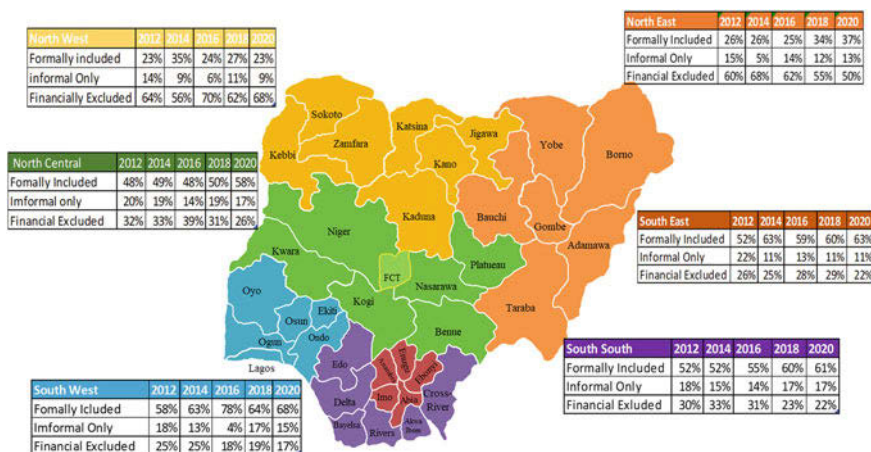 North West 2012 2014 2016 2018 2020
Formally included 23% 35% 24% 27% 23%
informal Only 14% 9% 6% 11% 9%
Financially Excluded 64% 56% 70% 62% 68%
North East 2012 2014 2016 2018 2020
Formally Included 26% 26% 25% 34% 37%
Informal Only 15% 5% 14% 12% 13%
Financial Excluded 60% 68% 62% 55% 50%
North Central 2012 2014 2016 2018 2020
Fomally Included 48% 49% 48% 50% 58%
Imformal only 20% 19% 14% 19% 17%
Financial Excluded 32% 33% 39% 31% 26%
South East 2012 2014 2016 2018 2020
Formally Included 52% 63% 59% 60% 63%
Informal Only 22% 11% 13% 11% 11%
Financial Excluded 26% 25% 28% 29% 22%
South South 2012 2014 2016 2018 2020
Formally Included 52% 52% 55% 60% 61%
Informal Only 18% 15% 14% 17% 17%
Financial Exluded 30% 33% 31% 23% 22%
South West 2012 2014 2016 2018 2020
Fomally Icluded 58% 63% 78% 64% 68%
Imformal Only 18% 13% 4% 17% 15%
Financial Excluded 25% 25% 18% 19% 17%
Sokoto
Katsina
Jigawa
Zamfara
Kebbi
Kano
Yobe
Borno
Kaduna
Bauchi
Gombe
Adamawa
Niger
Kwara
FCT
Platueau
Nasarawa
Taraba
Oyo
Kogi
Osun
Ekiti
Ogun
Ondo
Benue
Lagos
Edo
Anambra
Enugu
Ebonyi
Delta
Imo
Abia
Cross-
River
Bayelsa
Rivers
Akwa
Ibom